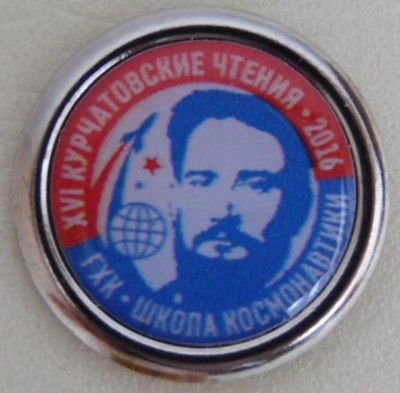 XVI КУРЧАТОВСКИЕ ЧТЕНИЯ · 2016
ГХК · ШКОЛА КОСМОНАВТИКИ